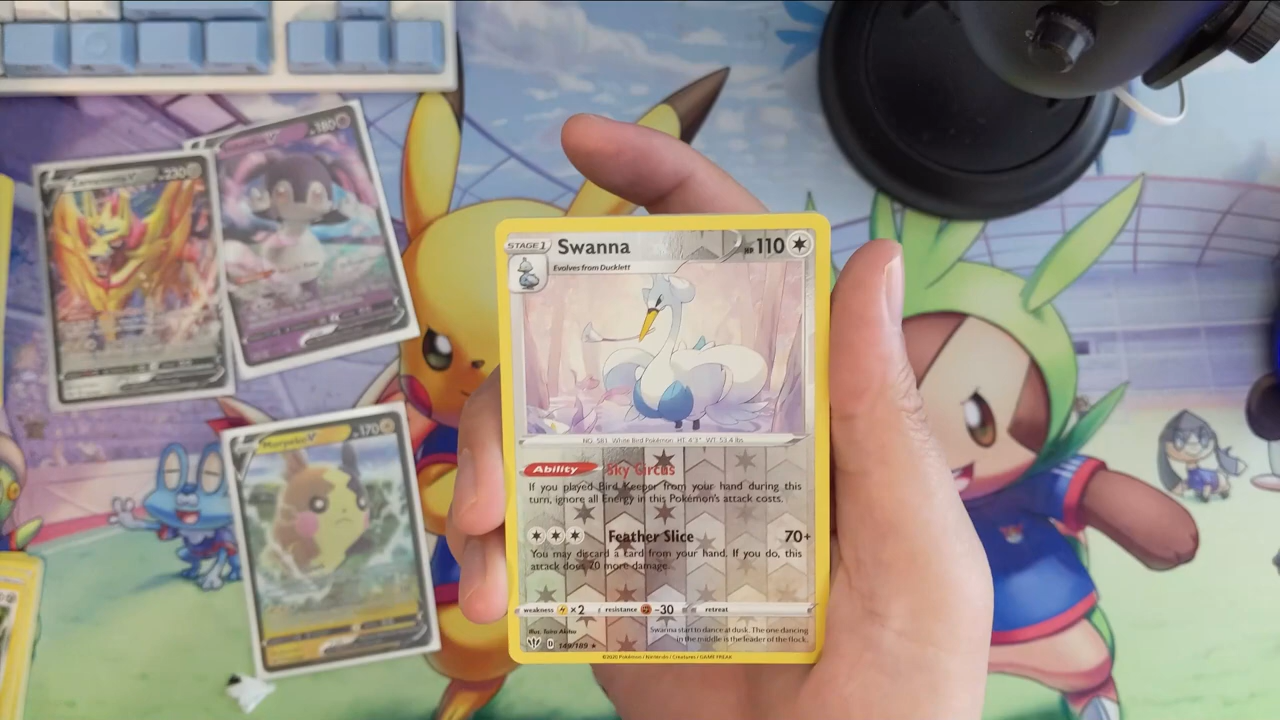 STAGE 1
Swanna
HP 110
Evolves from Ducklett
NO. 581 White Bird Pokémon HT: 4'3" WT: 53.4 lbs.
Ability
Sky Circus
If you played Bird Keeper from your hand during this
turn, ignore all Energy in this Pokémon's attack costs.
Feather Slice 70+
You may discard a card from your hand. If you do, this
attack does 70 more damage.
weakness ×2 resistance -30 retreat
Illus. Taira Akitsu
Swanna start to dance at dusk. The one dancing
in the middle is the leader of the flock.
D 149/189 ★
©2020 Pokémon / Nintendo / Creatures / GAME FREAK
230
180
Morpeko V
170